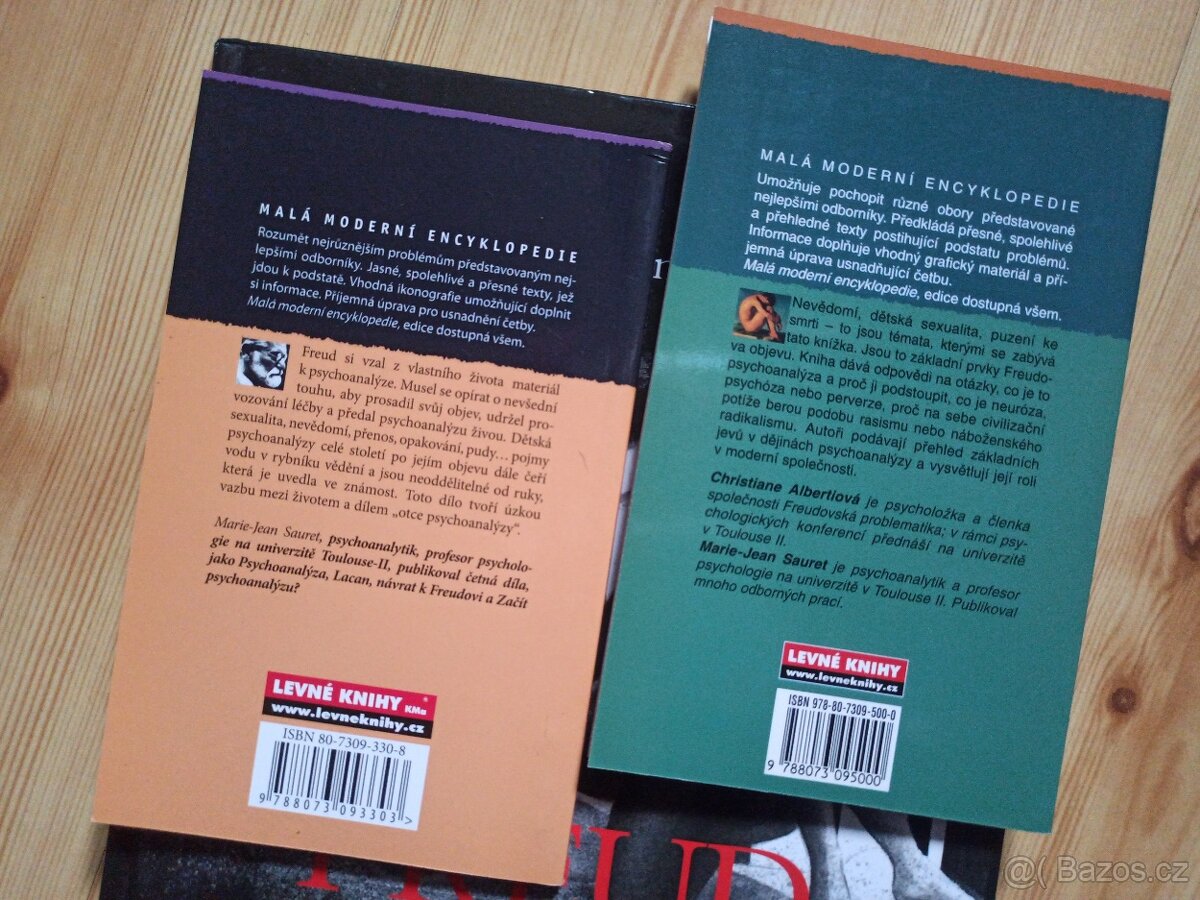 MALÁ MODERNÍ ENCYKLOPEDIE
Rozumět nejrůznějším problémům představovaným nej-
lepšími odborníky. Jasné, spolehlivé a přesné texty, jež
jdou k podstatě. Vhodná ikonografie umožňující doplnit
si informace. Příjemná úprava pro usnadnění četby.
Malá moderní encyklopedie, edice dostupná všem.
Freud si vzal z vlastního života materiál
k psychoanalýze. Musel se opírat o nevšední
touhu, aby prosadil svůj objev, udržel pro-
vozování léčby a předal psychoanalýzu živou. Dětská
sexualita, nevědomí, přenos, opakování, pudy… pojmy
psychoanalýzy celé století po jejím objevu dále čeří
vodu v rybníku vědění a jsou neoddělitelné od ruky,
která je uvedla ve známost. Toto dílo tvoří úzkou
vazbu mezi životem a dílem „otce psychoanalýzy“.
Marie-Jean Sauret, psychoanalytik, profesor psycholo-
gie na univerzitě Toulouse-II, publikoval četná díla,
jako Psychoanalýza, Lacan, návrat k Freudovi a Začít
psychoanalýzu?
LEVNÉ KNIHY KMa
www.levneknihy.cz
ISBN 80-7309-330-8
9 788073 093303 >
MALÁ MODERNÍ ENCYKLOPEDIE
Umožňuje pochopit různé obory představované
nejlepšími odborníky. Předkládá přesné, spolehlivé
a přehledné texty postihující podstatu problémů.
Informace doplňuje vhodný grafický materiál a pří-
jemná úprava usnadňující četbu.
Malá moderní encyklopedie, edice dostupná všem.
Nevědomí, dětská sexualita, puzení ke
smrti – to jsou témata, kterými se zabývá
tato knížka. Jsou to základní prvky Freudo-
va objevu. Kniha dává odpovědi na otázky, co je to
psychoanalýza a proč ji podstoupit, co je neuróza,
psychóza nebo perverze, proč na sebe civilizační
potíže berou podobu rasismu nebo náboženského
radikalismu. Autoři podávají přehled základních
jevů v dějinách psychoanalýzy a vysvětlují její roli
v moderní společnosti.
Christiane Albertiová je psycholožka a členka
společnosti Freudovská problematika; v rámci psy-
chologických konferencí přednáší na univerzitě
v Toulouse II.
Marie-Jean Sauret je psychoanalytik a profesor
psychologie na univerzitě v Toulouse II. Publikoval
mnoho odborných prací.
LEVNÉ KNIHY
www.levneknihy.cz
ISBN 978-80-7309-500-0
9 788073 095000
FREUD
@( Bazos.cz